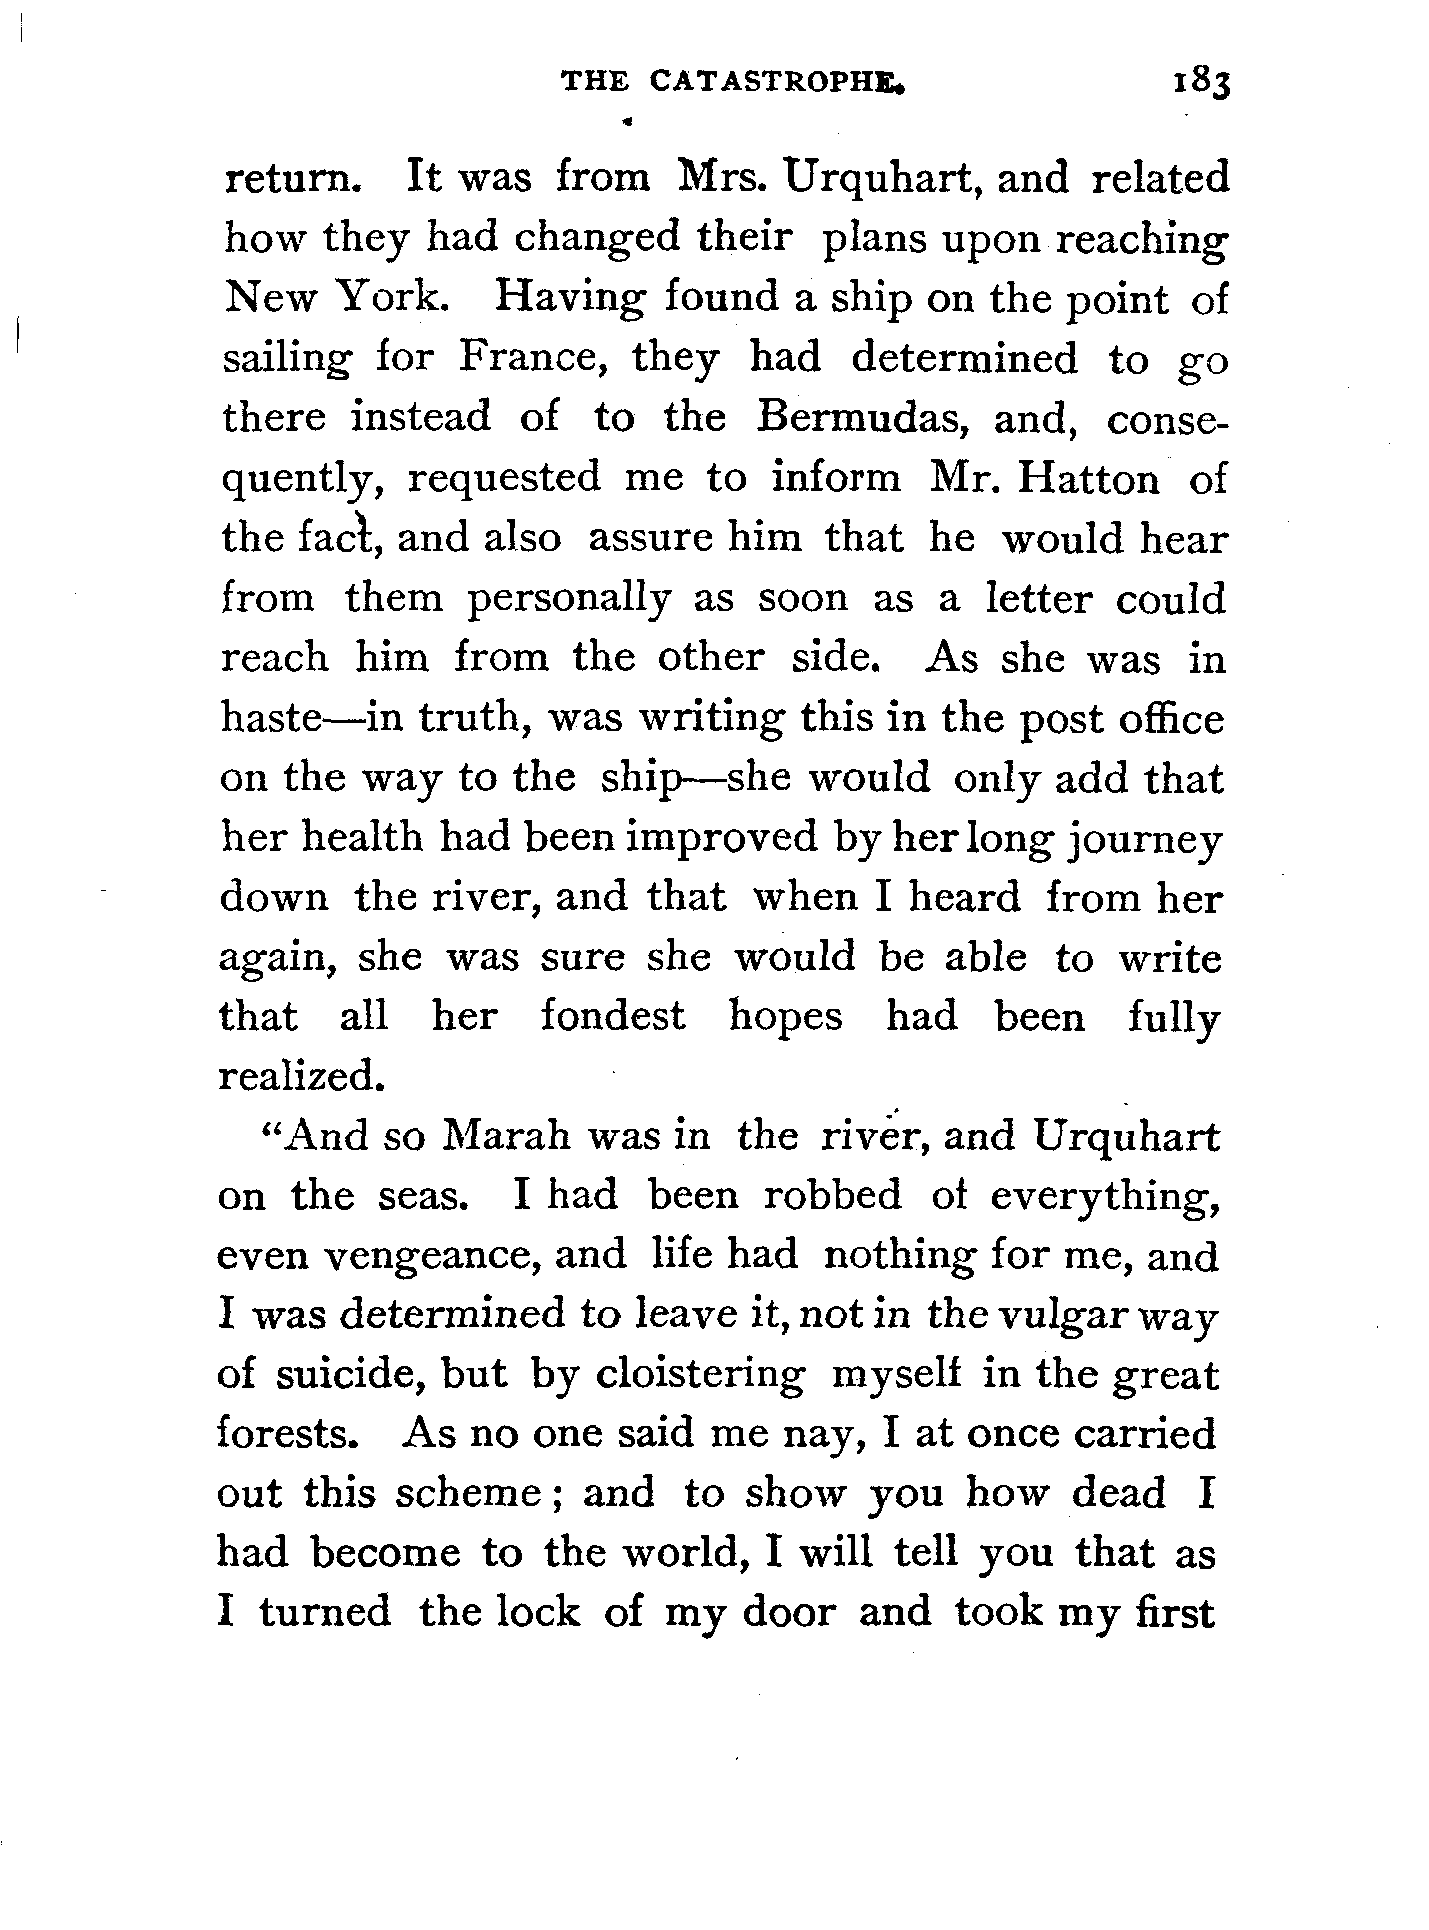 THE CATASTROPHE. 183
return. It was from Mrs. Urquhart, and related
how they had changed their plans upon reaching
New York. Having found a ship on the point of
sailing for France, they had determined to go
there instead of to the Bermudas, and, conse-
quently, requested me to inform Mr. Hatton of
the fact, and also assure him that he would hear
from them personally as soon as a letter could
reach him from the other side. As she was in
haste—in truth, was writing this in the post office
on the way to the ship—she would only add that
her health had been improved by her long journey
down the river, and that when I heard from her
again, she was sure she would be able to write
that all her fondest hopes had been fully
realized.
“And so Marah was in the river, and Urquhart
on the seas. I had been robbed of everything,
even vengeance, and life had nothing for me, and
I was determined to leave it, not in the vulgar way
of suicide, but by cloistering myself in the great
forests. As no one said me nay, I at once carried
out this scheme; and to show you how dead I
had become to the world, I will tell you that as
I turned the lock of my door and took my first